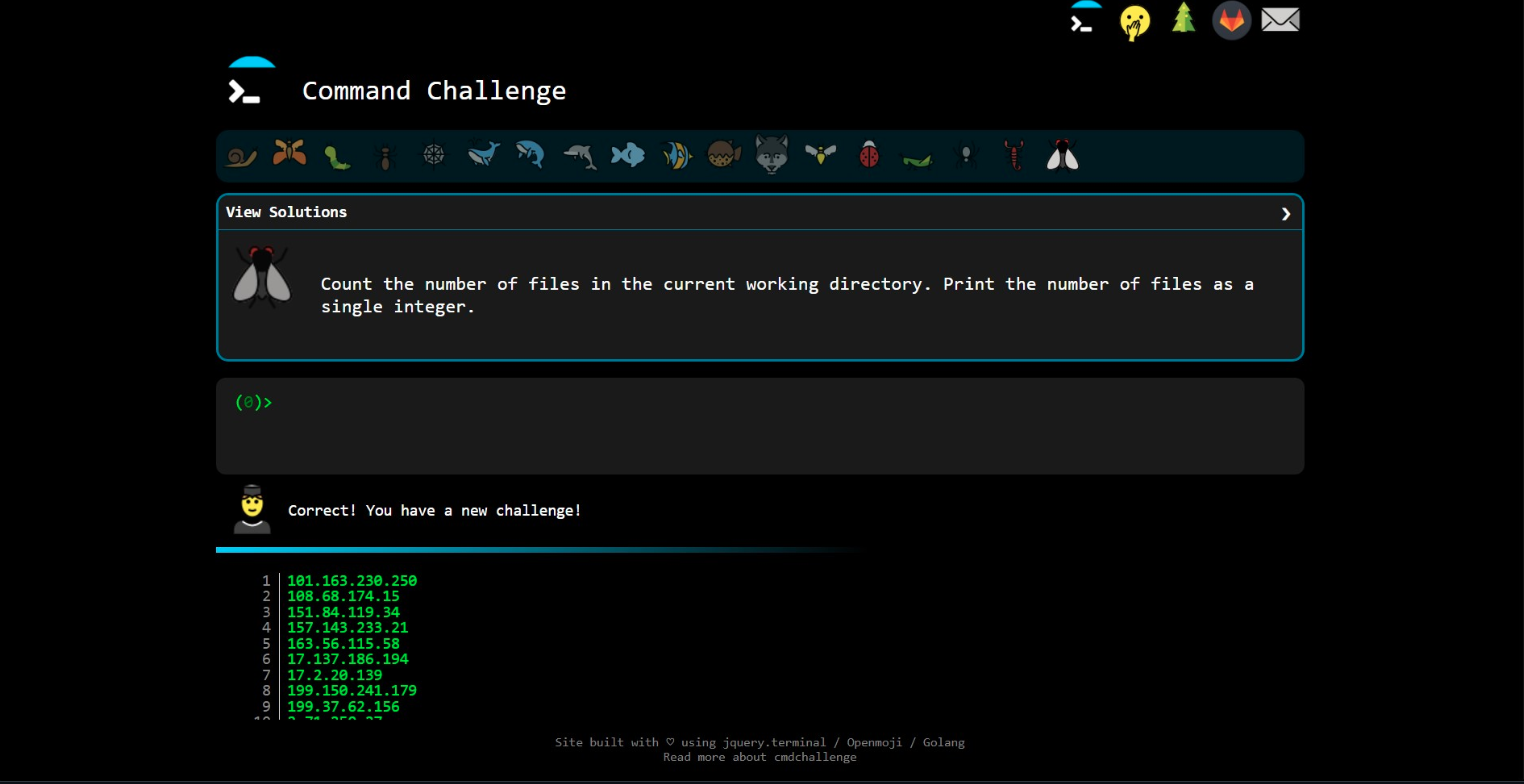 Command Challenge
View Solutions
Count the number of files in the current working directory. Print the number of files as a
single integer.
(0)>
Correct! You have a new challenge!
1 101.163.230.250
2 108.68.174.15
3 151.84.119.34
4 157.143.233.21
5 163.56.115.58
6 17.137.186.194
7 17.2.20.139
8 199.150.241.179
9 199.37.62.156
Site built with ♡ using jquery.terminal / Openmoji / Golang
Read more about cmdchallenge